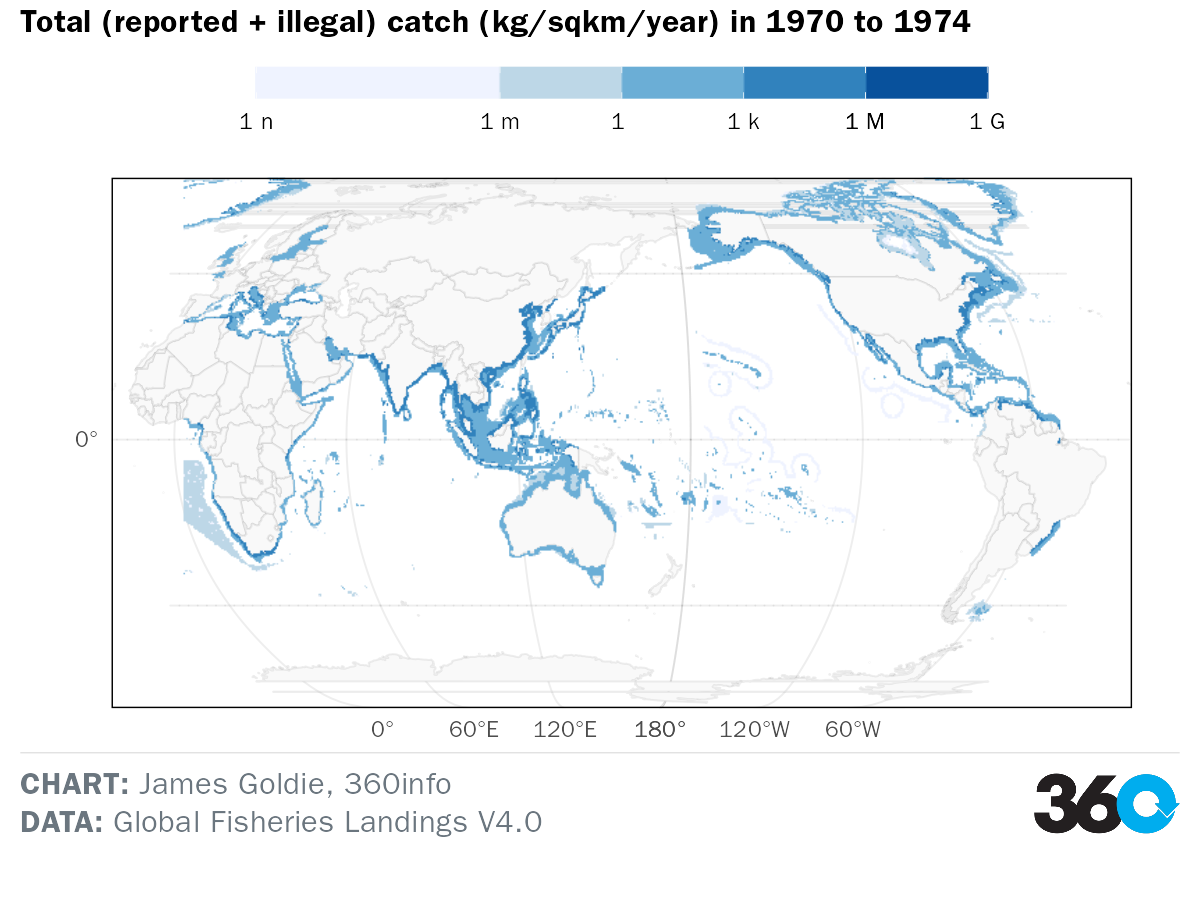 Total (reported + illegal) catch (kg/sqkm/year) in 1970 to 1974
1 n 1 m 1 1 k 1 M 1 G
0°
0° 60°E 120°E 180° 120°W 60°W
CHART: James Goldie, 360info
DATA: Global Fisheries Landings V4.0
360